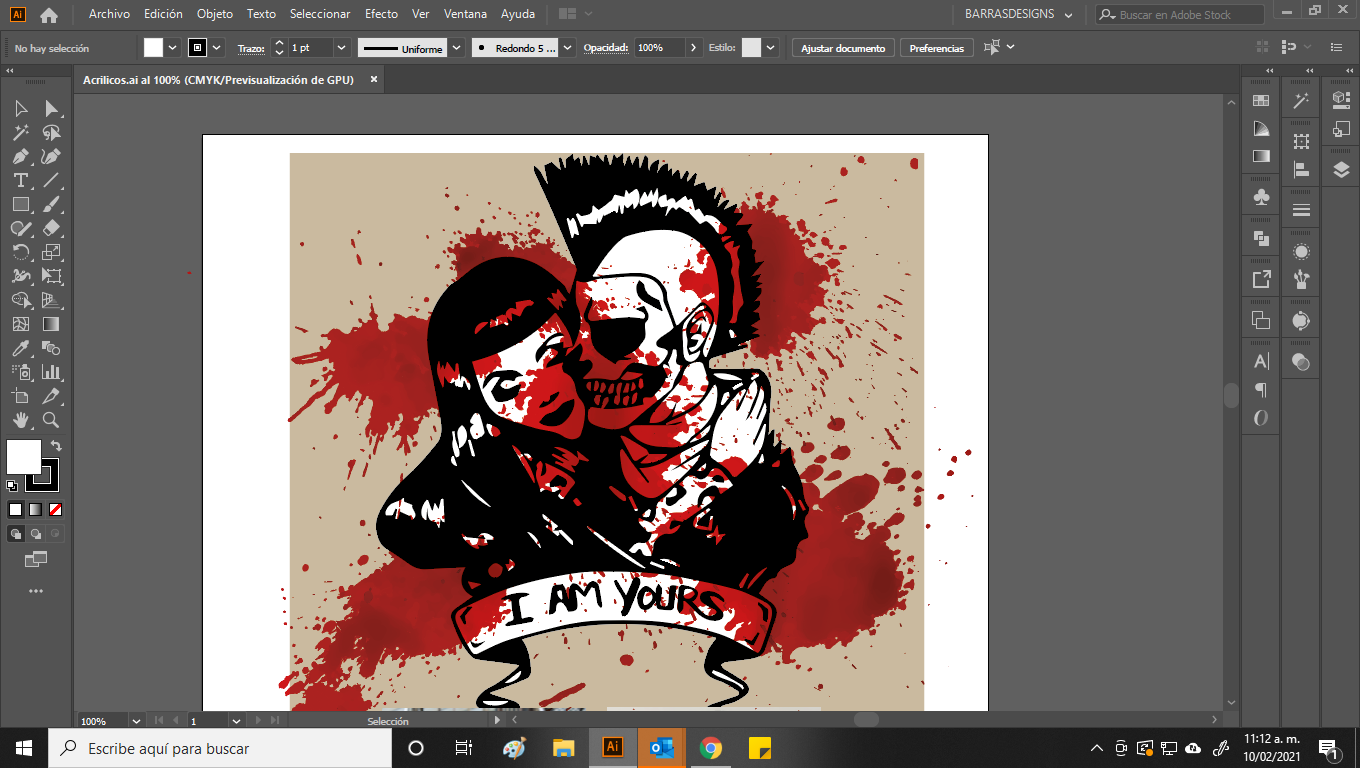 Ai Archivo Edición Objeto Texto Seleccionar Efecto Ver Ventana Ayuda BARRASDESIGNS Buscar en Adobe Stock
No hay selección Trazo: 1 pt Uniforme Redondo 5 ... Opacidad: 100% Estilo: Ajustar documento Preferencias
Acrilicos.ai al 100% (CMYK/Previsualización de GPU)
I AM YOURS
100% 1 Selección
Escribe aquí para buscar
Ai
11:12 a. m.
10/02/2021
1